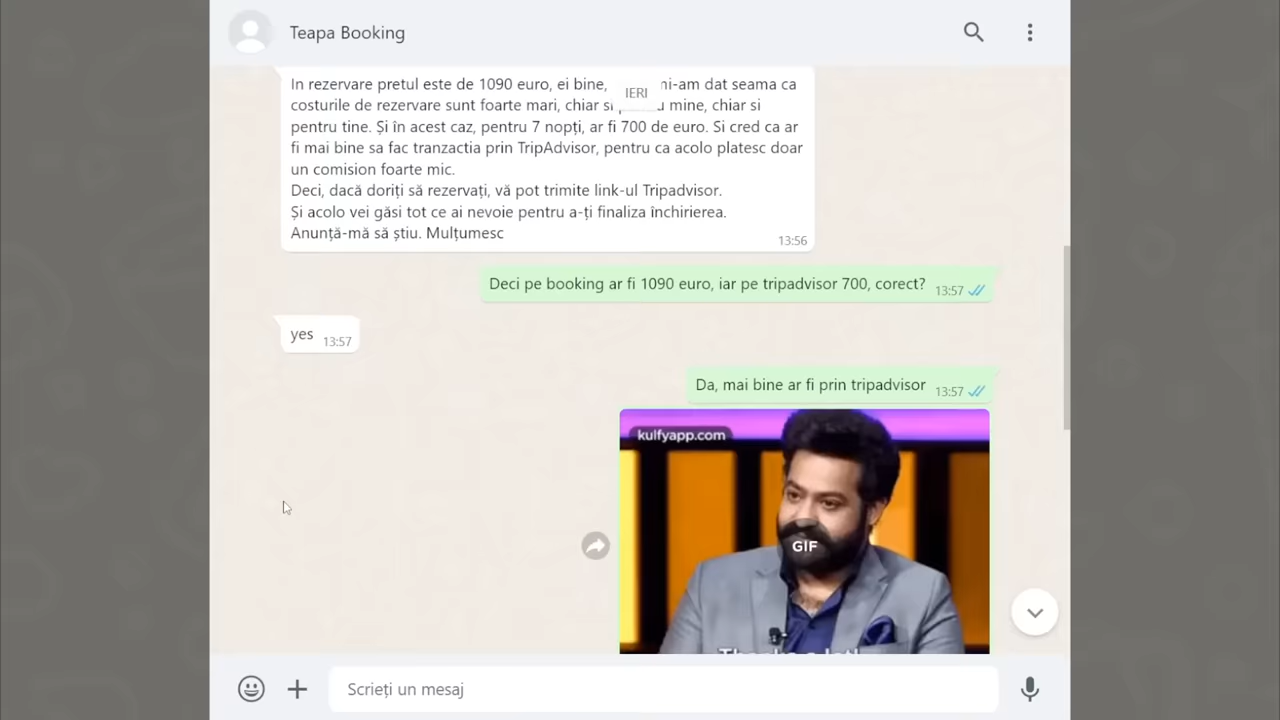 Teapa Booking
In rezervare pretul este de 1090 euro, ei bine, mi-am dat seama ca
IERI
costurile de rezervare sunt foarte mari, chiar si mine, chiar si
pentru tine. Și în acest caz, pentru 7 nopți, ar fi 700 de euro. Si cred ca ar
fi mai bine sa fac tranzactia prin TripAdvisor, pentru ca acolo platesc doar
un comision foarte mic.
Deci, dacă doriți să rezervați, vă pot trimite link-ul Tripadvisor.
Și acolo vei găsi tot ce ai nevoie pentru a-ți finaliza închirierea.
Anunță-mă să știu. Mulțumesc
13:56
Deci pe booking ar fi 1090 euro, iar pe tripadvisor 700, corect? 13:57
yes 13:57
Da, mai bine ar fi prin tripadvisor 13:57
kulfyapp.com
GIF
Scrieți un mesaj